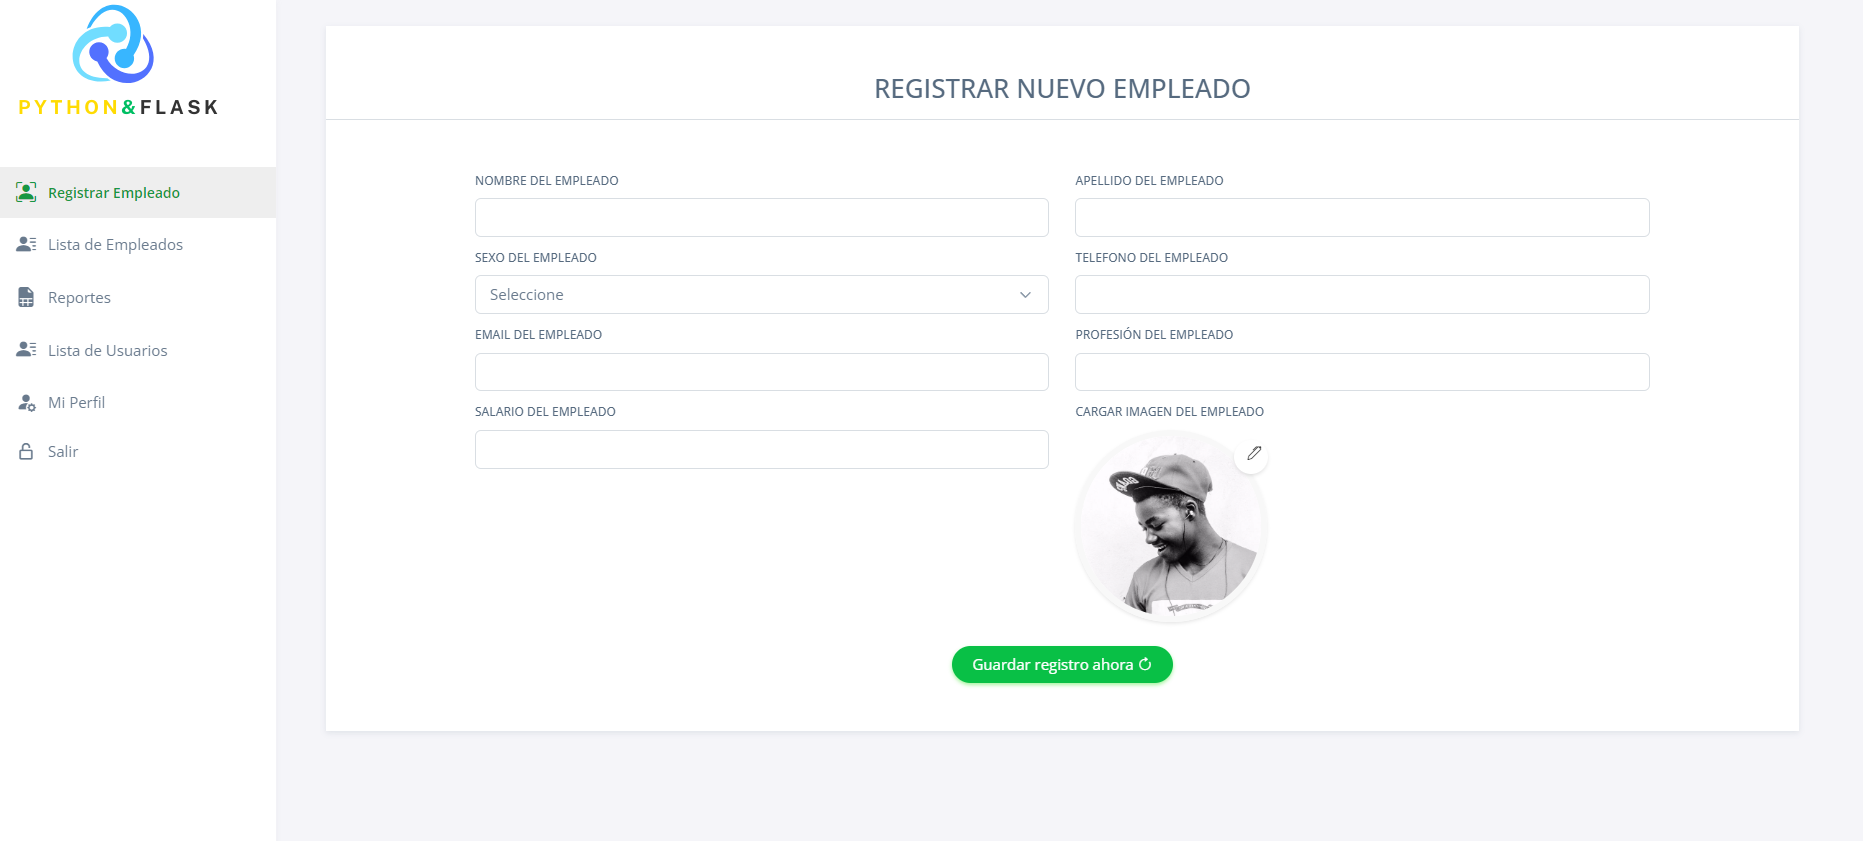 PYTHON&FLASK
Registrar Empleado
Lista de Empleados
Reportes
Lista de Usuarios
Mi Perfil
Salir
REGISTRAR NUEVO EMPLEADO
NOMBRE DEL EMPLEADO
APELLIDO DEL EMPLEADO
SEXO DEL EMPLEADO
TELEFONO DEL EMPLEADO
Seleccione
EMAIL DEL EMPLEADO
PROFESIÓN DEL EMPLEADO
SALARIO DEL EMPLEADO
CARGAR IMAGEN DEL EMPLEADO
Guardar registro ahora